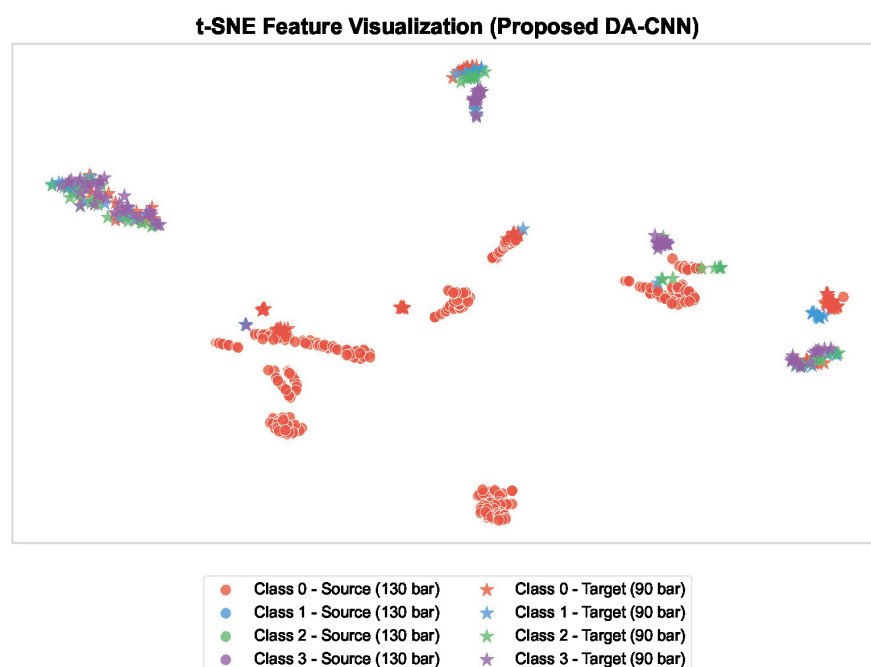 t-SNE Feature Visualization (Proposed DA-CNN)
Class 0 - Source (130 bar)
Class 1 - Source (130 bar)
Class 2 - Source (130 bar)
Class 3 - Source (130 bar)
Class 0 - Target (90 bar)
Class 1 - Target (90 bar)
Class 2 - Target (90 bar)
Class 3 - Target (90 bar)